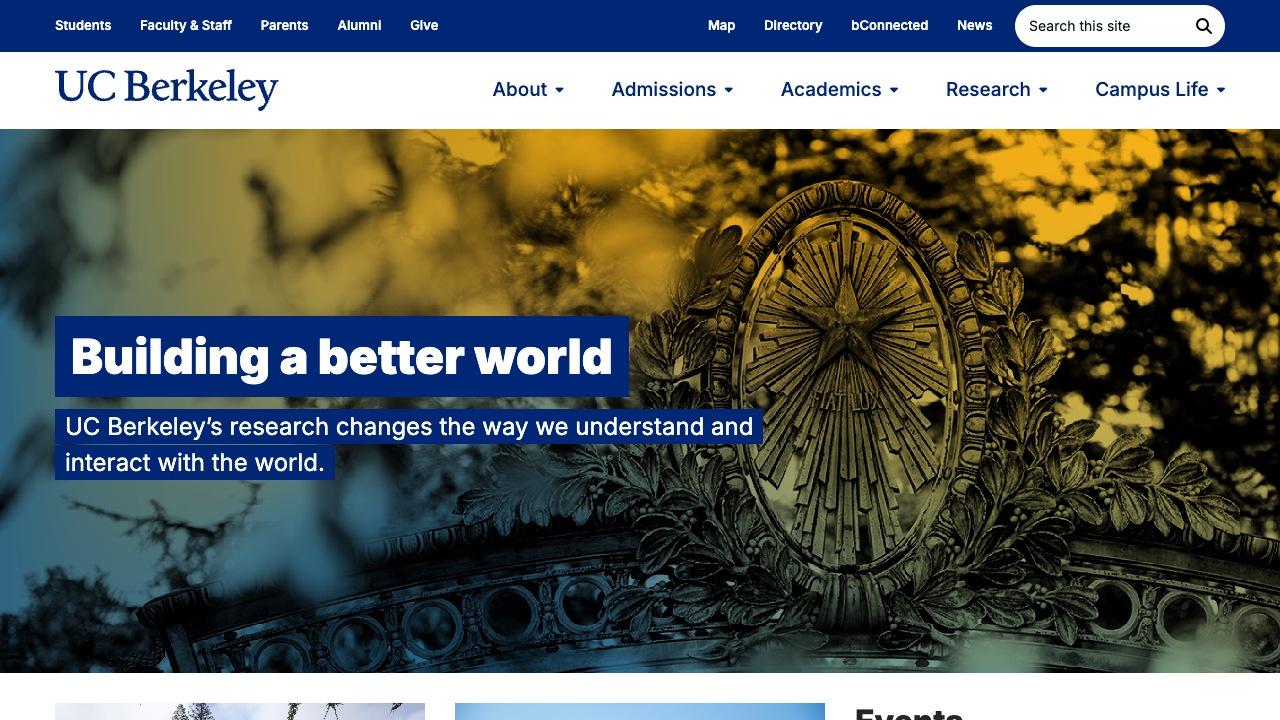 Students Faculty & Staff Parents Alumni Give Map Directory bConnected News Search this site
UC Berkeley About Admissions Academics Research Campus Life
FIAT LUX
Building a better world
UC Berkeley’s research changes the way we understand and
interact with the world.
Events